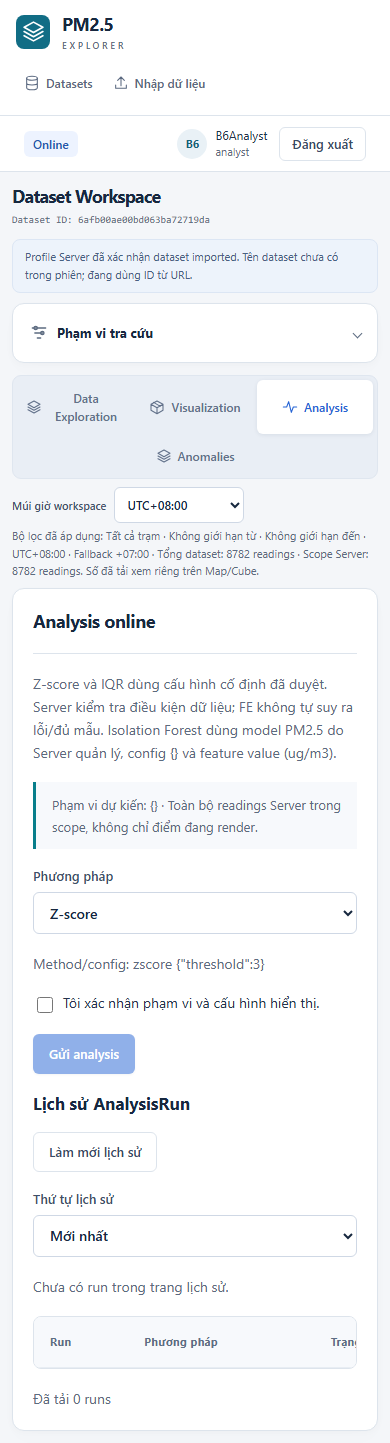 PM2.5
EXPLORER
Datasets
Nhập dữ liệu
Online
B6
B6Analyst
analyst
Đăng xuất
Dataset Workspace
Dataset ID: 6afb00ae00bd063ba72719da
Profile Server đã xác nhận dataset imported. Tên dataset chưa có
trong phiên; đang dùng ID từ URL.
Phạm vi tra cứu
Data
Exploration
Visualization
Analysis
Anomalies
Múi giờ workspace
UTC+08:00
Bộ lọc đã áp dụng: Tất cả trạm · Không giới hạn từ · Không giới hạn đến ·
UTC+08:00 · Fallback +07:00 · Tổng dataset: 8782 readings · Scope Server:
8782 readings. Số đã tải xem riêng trên Map/Cube.
Analysis online
Z-score và IQR dùng cấu hình cố định đã duyệt.
Server kiểm tra điều kiện dữ liệu; FE không tự suy ra
lỗi/đủ mẫu. Isolation Forest dùng model PM2.5 do
Server quản lý, config {} và feature value (ug/m3).
Phạm vi dự kiến: {} · Toàn bộ readings Server trong
scope, không chỉ điểm đang render.
Phương pháp
Z-score
Method/config: zscore {"threshold":3}
Tôi xác nhận phạm vi và cấu hình hiển thị.
Gửi analysis
Lịch sử AnalysisRun
Làm mới lịch sử
Thứ tự lịch sử
Mới nhất
Chưa có run trong trang lịch sử.
Run
Phương pháp
Đã tải 0 runs